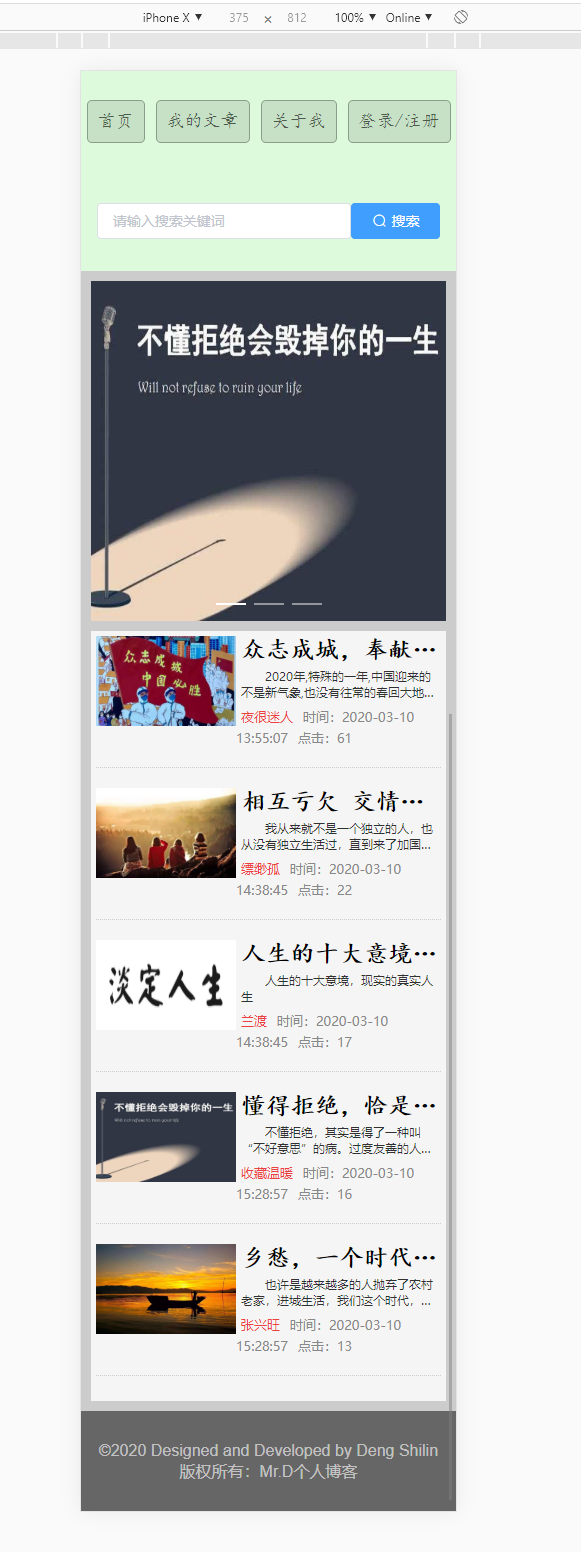 iPhone X ▼ 375 × 812 100% ▼ Online ▼
首页 我的文章 关于我 登录/注册
请输入搜索关键词 搜索
不懂拒绝会毁掉你的一生
Will not refuse to ruin your life
众志成城
中国必胜
众志成城，奉献…
2020年,特殊的一年,中国迎来的
不是新气象,也没有往常的春回大地...
夜很迷人 时间：2020-03-10
13:55:07 点击：61
相互亏欠 交情…
我从来就不是一个独立的人，也
从没有独立生活过，直到来了加国...
缥缈孤 时间：2020-03-10
14:38:45 点击：22
淡定人生
人生的十大意境…
人生的十大意境，现实的真实人
生
兰渡 时间：2020-03-10
14:38:45 点击：17
不懂拒绝会毁掉你的一生
Will not refuse to ruin your life
懂得拒绝，恰是…
不懂拒绝，其实是得了一种叫
“不好意思”的病。过度友善的人...
收藏温暖 时间：2020-03-10
15:28:57 点击：16
乡愁，一个时代…
也许是越来越多的人抛弃了农村
老家，进城生活，我们这个时代，...
张兴旺 时间：2020-03-10
15:28:57 点击：13
©2020 Designed and Developed by Deng Shilin
版权所有：Mr.D个人博客